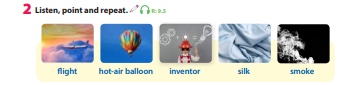 2 Listen, point and repeat. R: 9.3
flight hot-air balloon inventor silk smoke